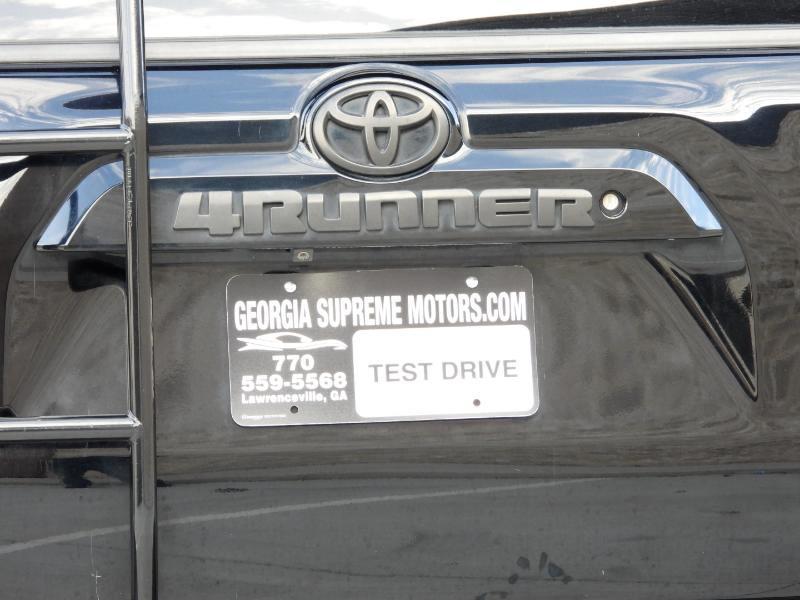 4RUNNER
GEORGIA SUPREME MOTORS.COM
770
559-5568
Lawrenceville, GA
TEST DRIVE